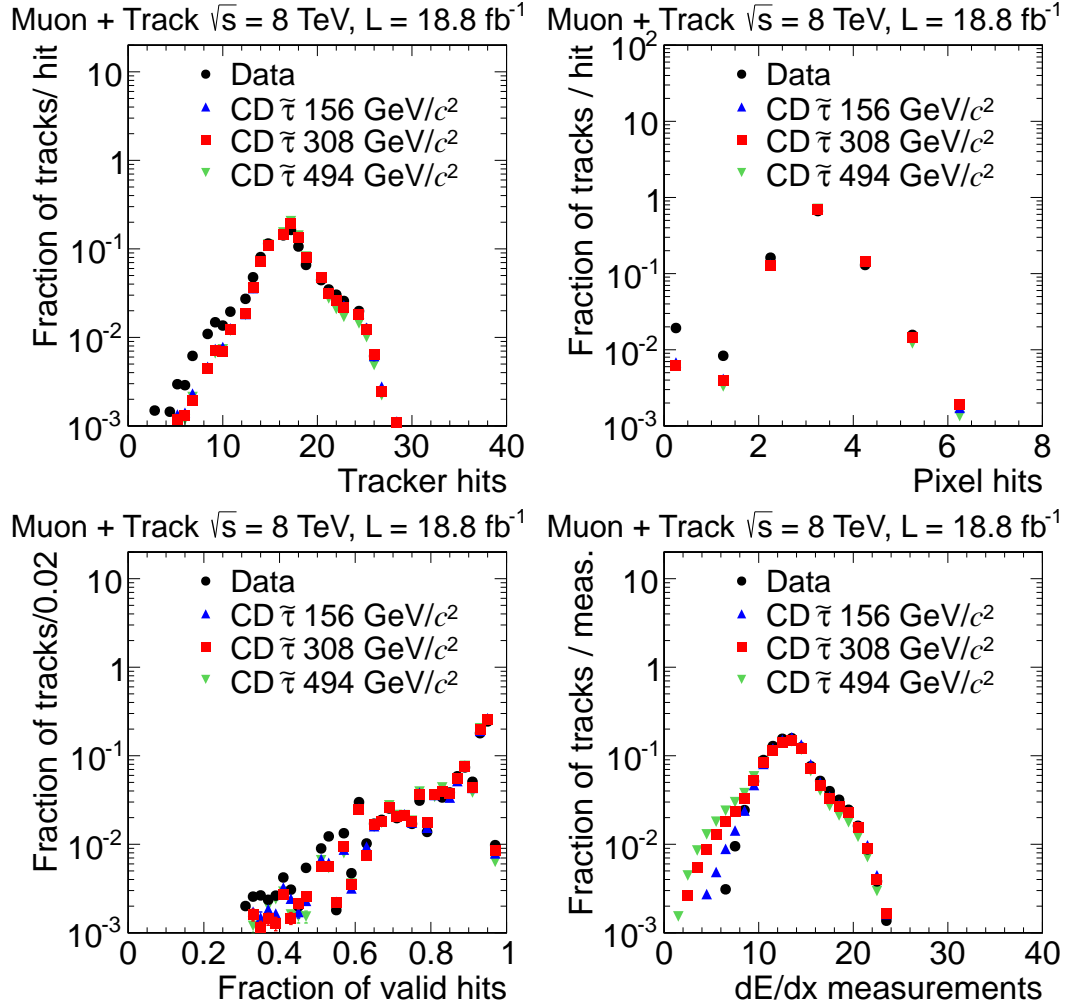 Muon + Track √s = 8 TeV, L = 18.8 fb⁻¹
Fraction of tracks/ hit
10
1
10⁻¹
10⁻²
10⁻³
Data
CD τ̃ 156 GeV/c²
CD τ̃ 308 GeV/c²
CD τ̃ 494 GeV/c²
0 10 20 30 40
Tracker hits
Muon + Track √s = 8 TeV, L = 18.8 fb⁻¹
Fraction of tracks / hit
10²
10
1
10⁻¹
10⁻²
10⁻³
Data
CD τ̃ 156 GeV/c²
CD τ̃ 308 GeV/c²
CD τ̃ 494 GeV/c²
0 2 4 6 8
Pixel hits
Muon + Track √s = 8 TeV, L = 18.8 fb⁻¹
Fraction of tracks/0.02
10
1
10⁻¹
10⁻²
10⁻³
Data
CD τ̃ 156 GeV/c²
CD τ̃ 308 GeV/c²
CD τ̃ 494 GeV/c²
0 0.2 0.4 0.6 0.8 1
Fraction of valid hits
Muon + Track √s = 8 TeV, L = 18.8 fb⁻¹
Fraction of tracks / meas.
10
1
10⁻¹
10⁻²
10⁻³
Data
CD τ̃ 156 GeV/c²
CD τ̃ 308 GeV/c²
CD τ̃ 494 GeV/c²
0 10 20 30 40
dE/dx measurements